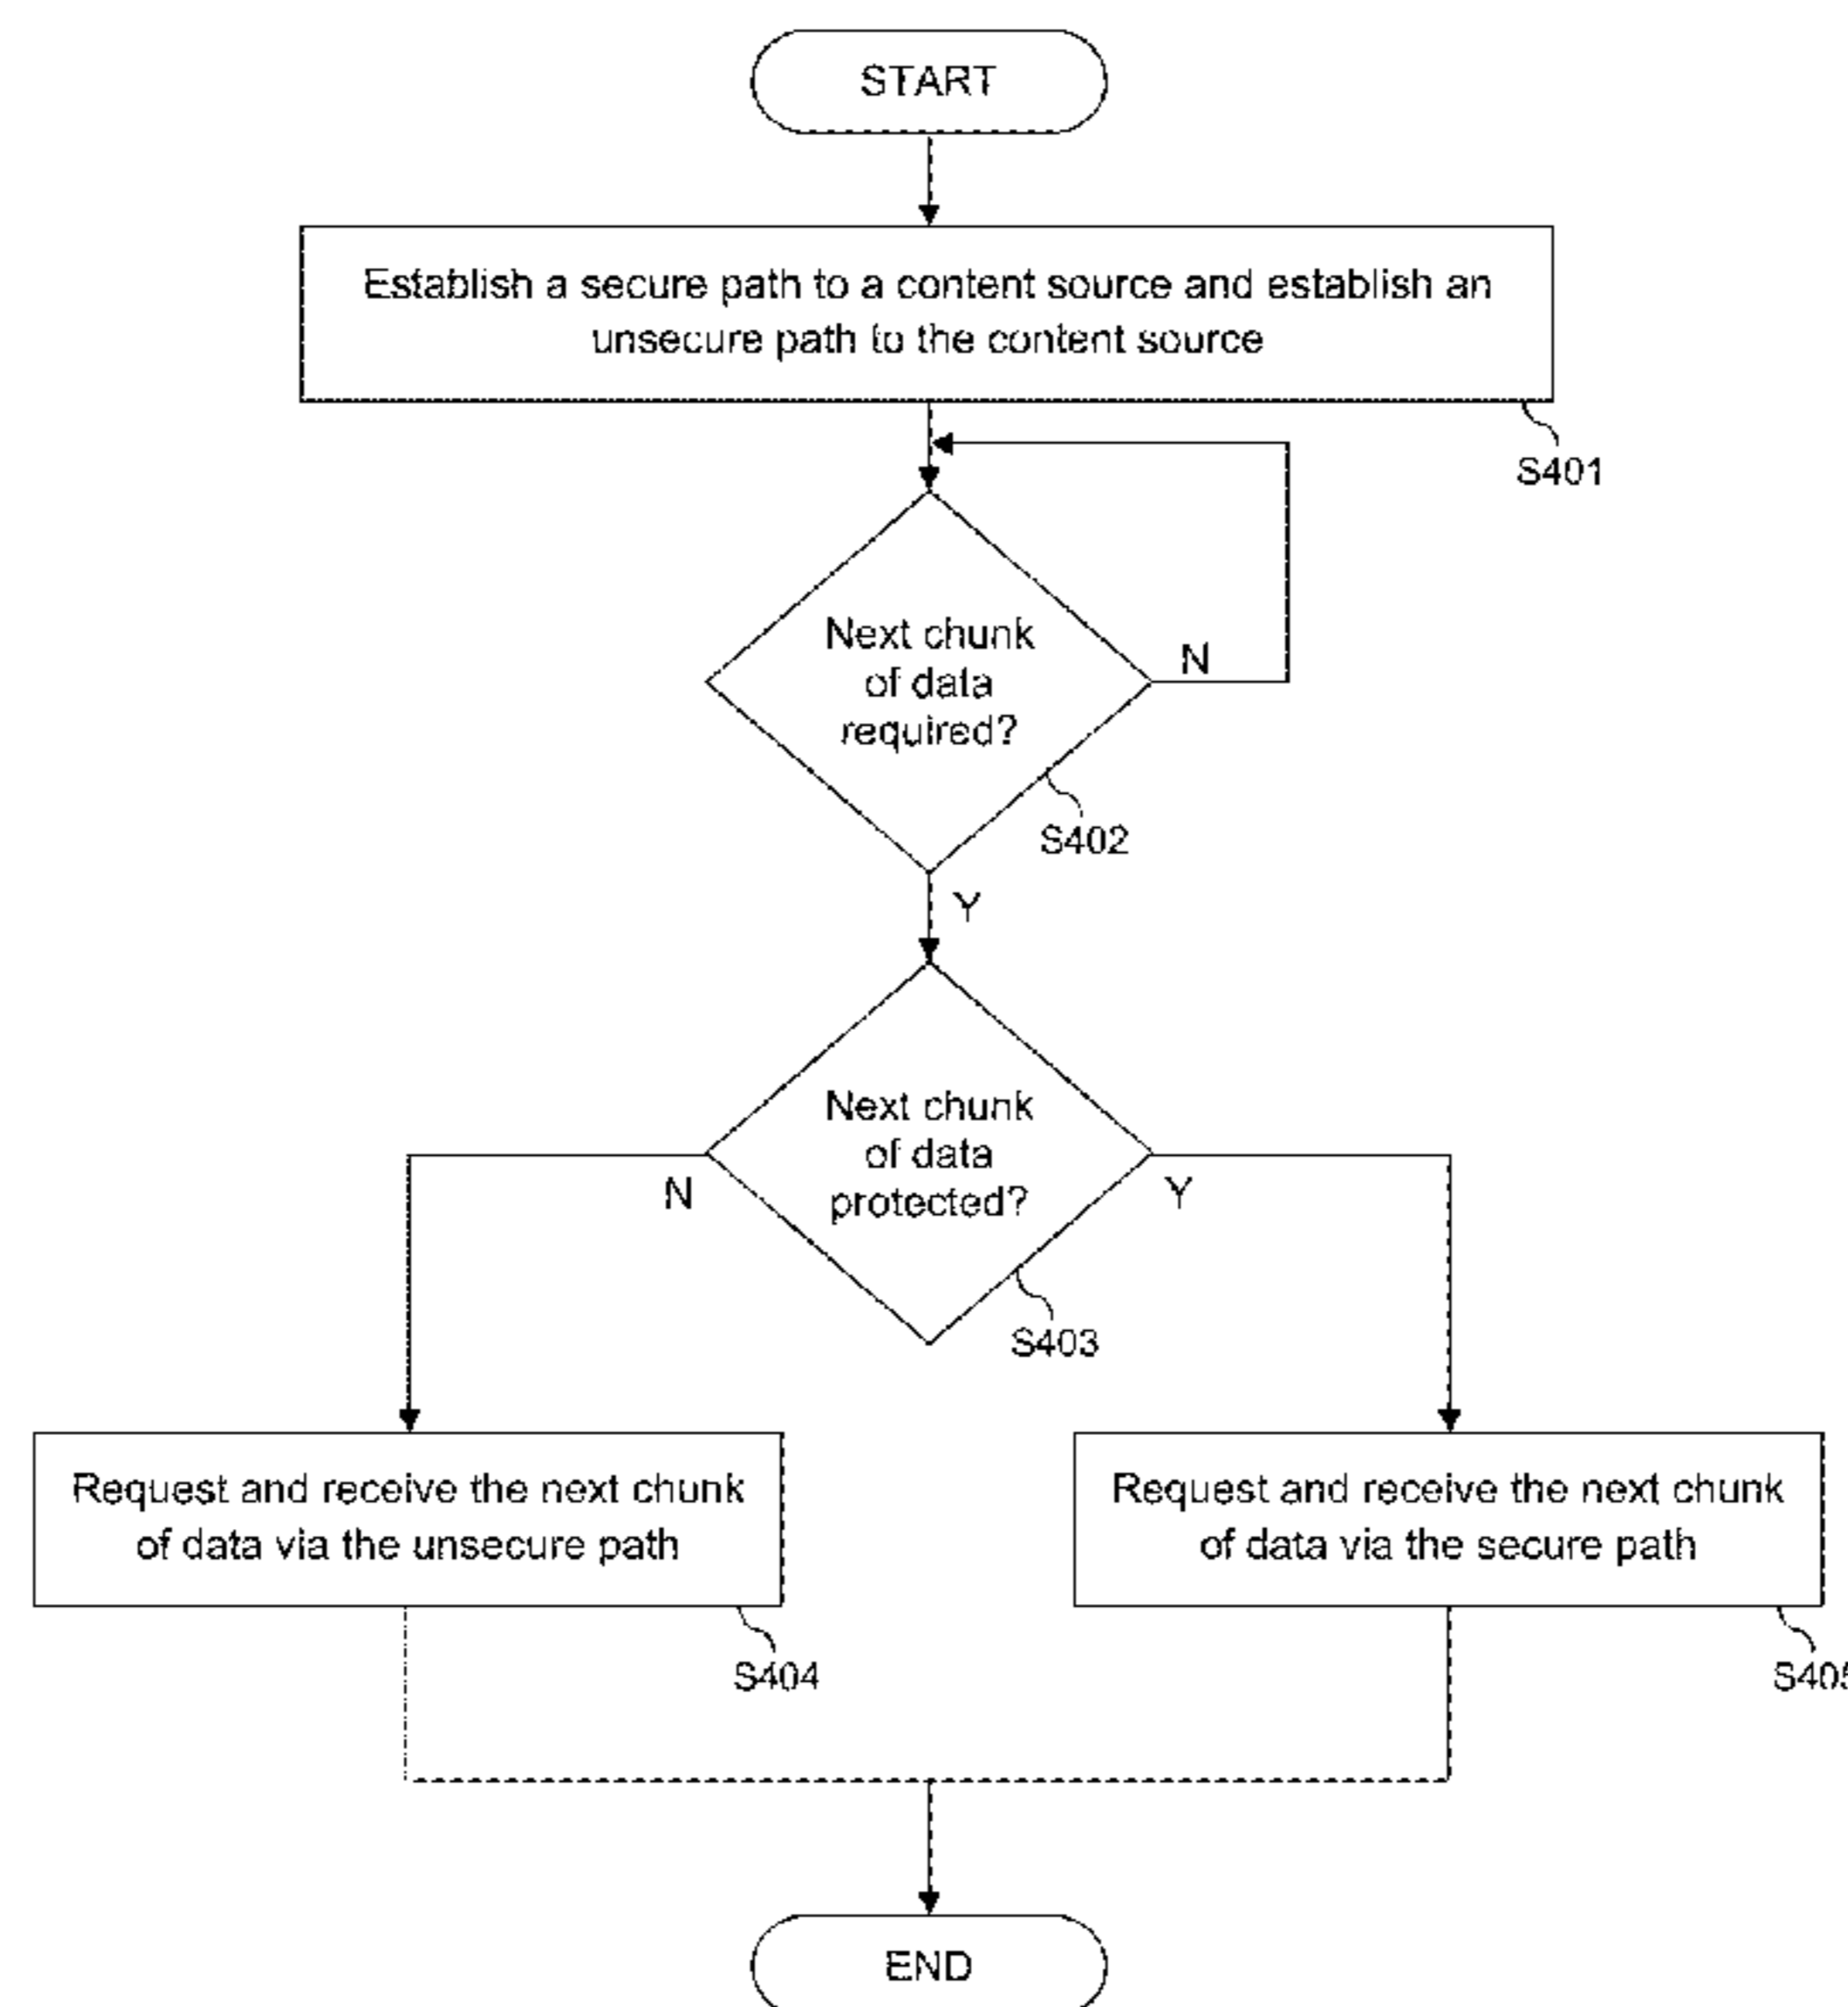 START
Establish a secure path to a content source and establish an
unsecure path to the content source
S401
Next chunk
of data
required?
N
S402
Y
Next chunk
of data
protected?
N
Y
S403
Request and receive the next chunk
of data via the unsecure path
S404
Request and receive the next chunk
of data via the secure path
S405
END